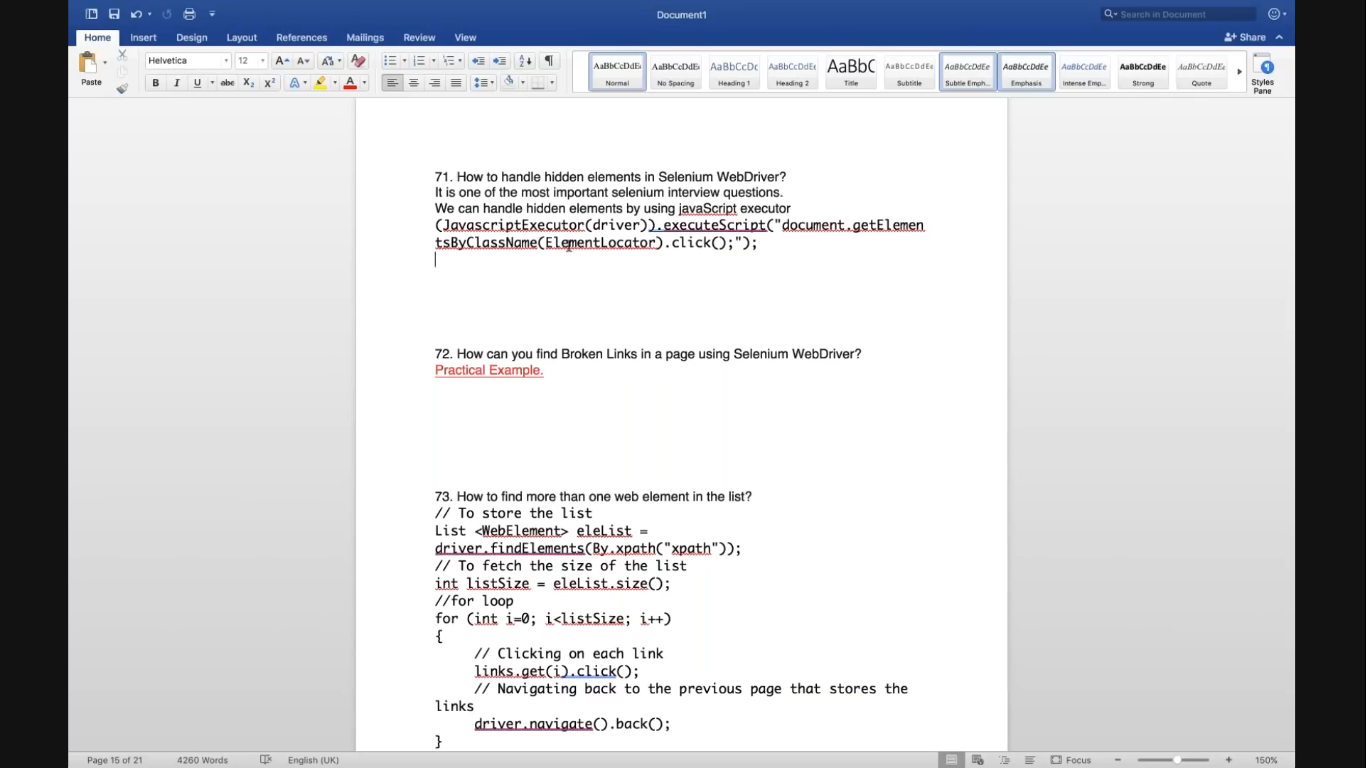 Document1
Search in Document
Home Insert Design Layout References Mailings Review View
Share
Paste
Helvetica 12
AaBbCcDdEe AaBbCcDdEe AaBbCcDc AaBbCcDdEe AaBbC AaBbCcDdEe AaBbCcDdEe AaBbCcDdEe AaBbCcDdEe AaBbCcDdEe AaBbCcDdEe
Normal No Spacing Heading 1 Heading 2 Title Subtitle Subtle Emph... Emphasis Intense Emp... Strong Quote
Styles Pane
71. How to handle hidden elements in Selenium WebDriver?
It is one of the most important selenium interview questions.
We can handle hidden elements by using javaScript executor
(JavascriptExecutor(driver)).executeScript("document.getElemen
tsByClassName(ElementLocator).click();");
72. How can you find Broken Links in a page using Selenium WebDriver?
Practical Example.
73. How to find more than one web element in the list?
// To store the list
List <WebElement> eleList =
driver.findElements(By.xpath("xpath"));
// To fetch the size of the list
int listSize = eleList.size();
//for loop
for (int i=0; i<listSize; i++)
{
// Clicking on each link
links.get(i).click();
// Navigating back to the previous page that stores the
links
driver.navigate().back();
}
Page 15 of 21 4260 Words English (UK)
Focus 150%